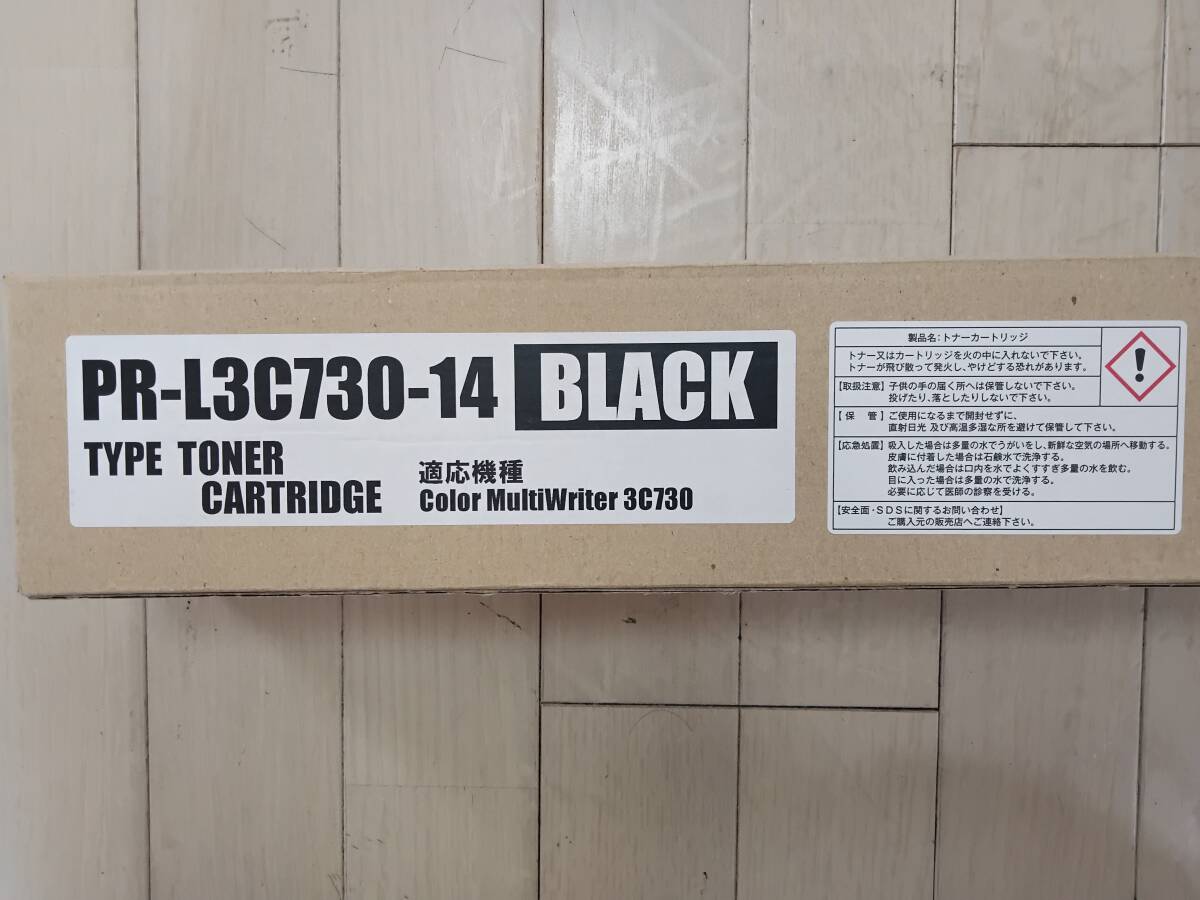 PR-L3C730-14 BLACK
TYPE TONER
CARTRIDGE
適応機種
Color MultiWriter 3C730
製品名：トナーカートリッジ
トナー又はカートリッジを火の中に入れないで下さい。
トナーが飛び散って発火し、やけどする恐れがあります。
【取扱注意】子供の手の届く所へは保管しないで下さい。
投げたり、落としたりしないで下さい。
【保　管】ご使用になるまで開封せずに、
直射日光 及び高温多湿な所を避けて保管して下さい。
【応急処置】吸入した場合は多量の水でうがいをし、新鮮な空気の場所へ移動する。
皮膚に付着した場合は石鹸水で洗浄する。
飲み込んだ場合は口内を水でよくすすぎ多量の水を飲む。
目に入った場合は多量の水で洗浄する。
必要に応じて医師の診察を受ける。
【安全面・SDSに関するお問い合わせ】
ご購入元の販売店へご連絡下さい。